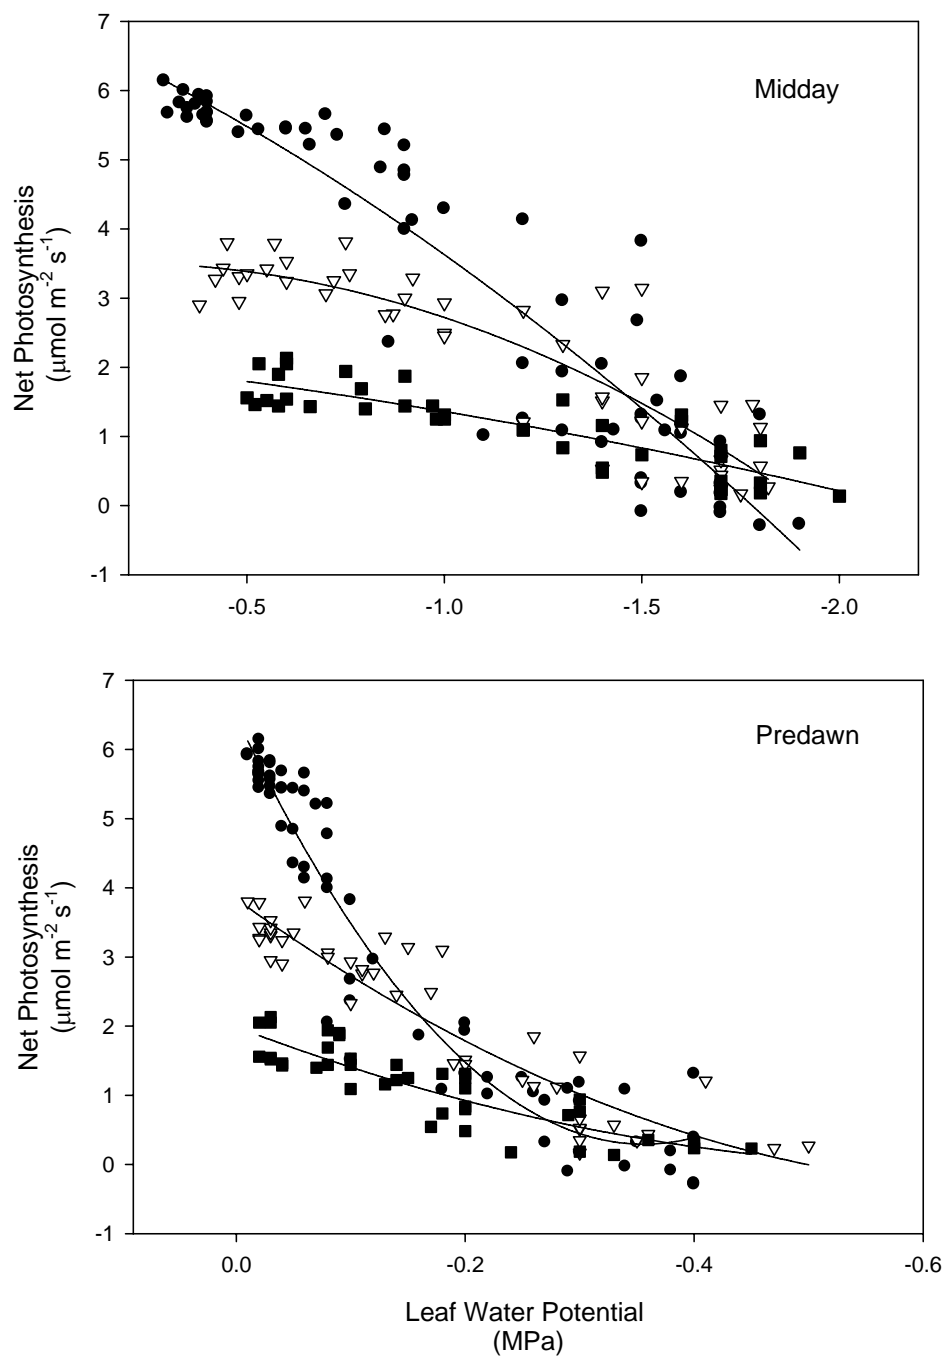 7
6
5
4
3
2
1
0
-1
Net Photosynthesis
(μmol m-2 s-1)
Midday
-0.5 -1.0 -1.5 -2.0
7
6
5
4
3
2
1
0
-1
Net Photosynthesis
(μmol m-2 s-1)
Predawn
0.0 -0.2 -0.4 -0.6
Leaf Water Potential
(MPa)